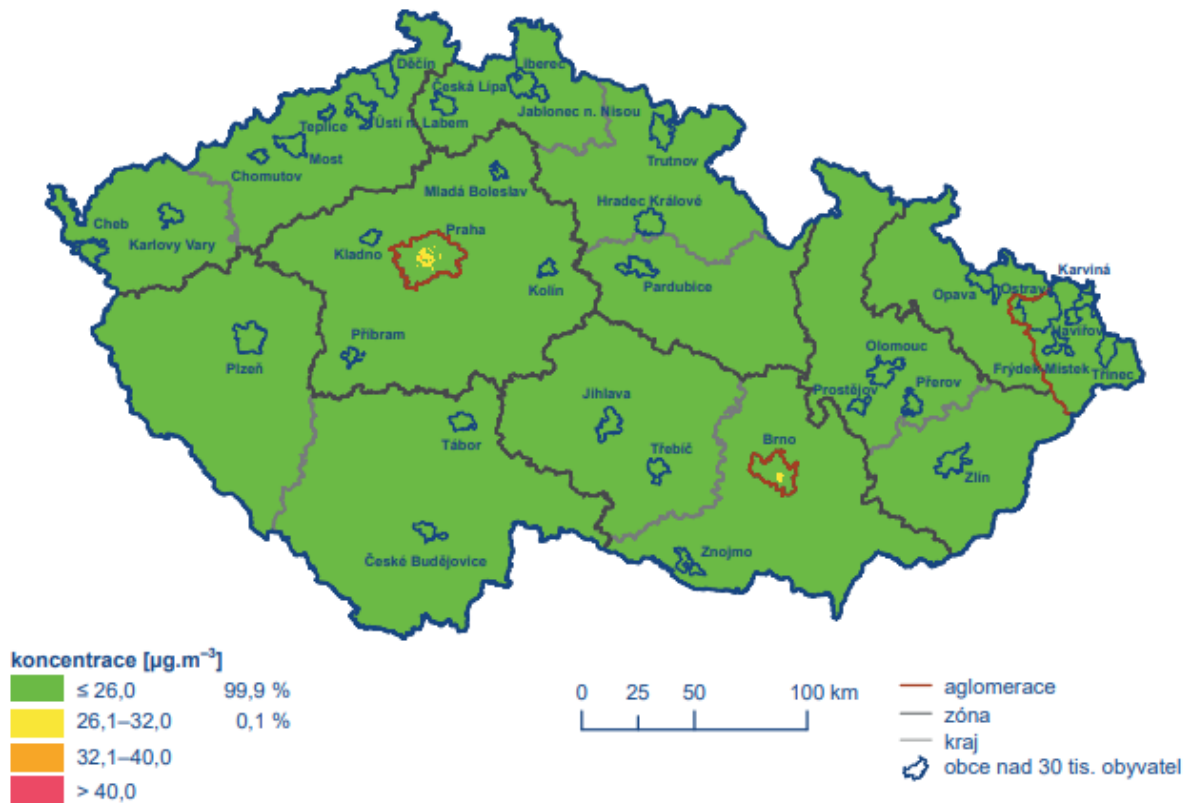 Děčín
Liberec
Česká Lípa
Jablonec n. Nisou
Teplice
Ústí n. Labem
Most
Chomutov
Trutnov
Mladá Boleslav
Hradec Králové
Cheb
Karlovy Vary
Praha
Kladno
Kolín
Pardubice
Karviná
Opava
Ostrava
Havířov
Příbram
Plzeň
Olomouc
Frýdek-Místek
Třinec
Prostějov
Přerov
Jihlava
Tábor
Třebíč
Brno
Zlín
České Budějovice
Znojmo
koncentrace [µg.m⁻³]
≤ 26,0 99,9 %
26,1–32,0 0,1 %
32,1–40,0
> 40,0
0 25 50 100 km
aglomerace
zóna
kraj
obce nad 30 tis. obyvatel